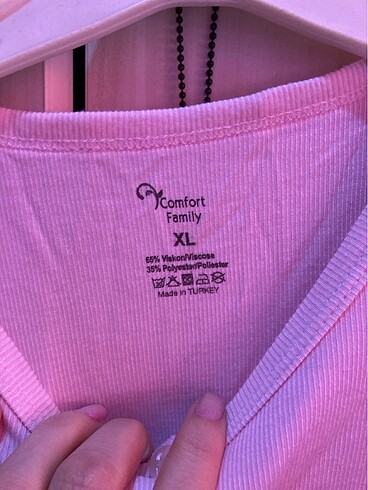 Comfort
Family
XL
65% Viskon/Viscose
35% Polyester/Poliester
Made in TURKEY